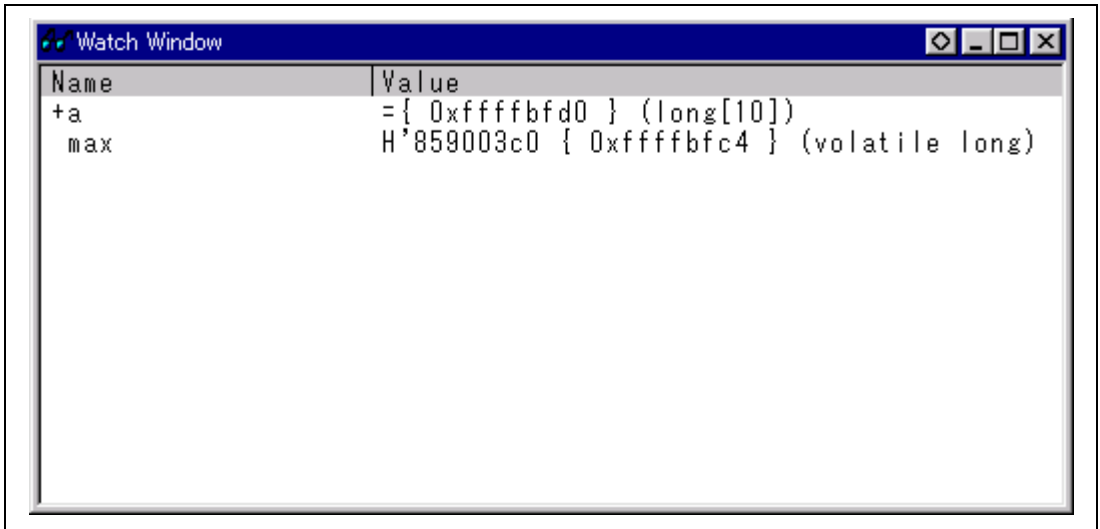 Watch Window
Name Value
+a ={ 0xffffbfd0 } (long[10])
max H'859003c0 { 0xffffbfc4 } (volatile long)